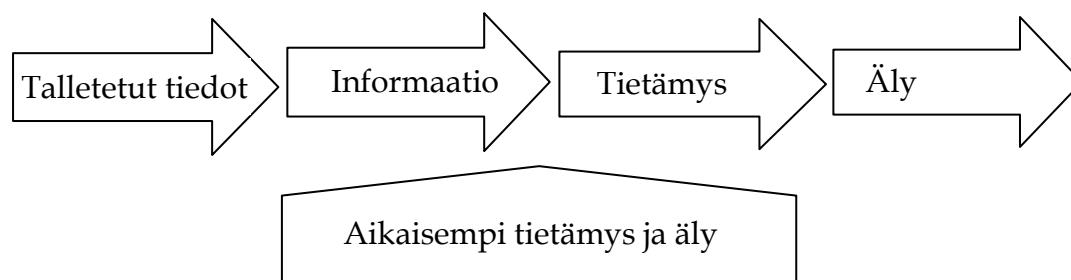 Talletetut tiedot
Informaatio
Tietämys
Äly
Aikaisempi tietämys ja äly